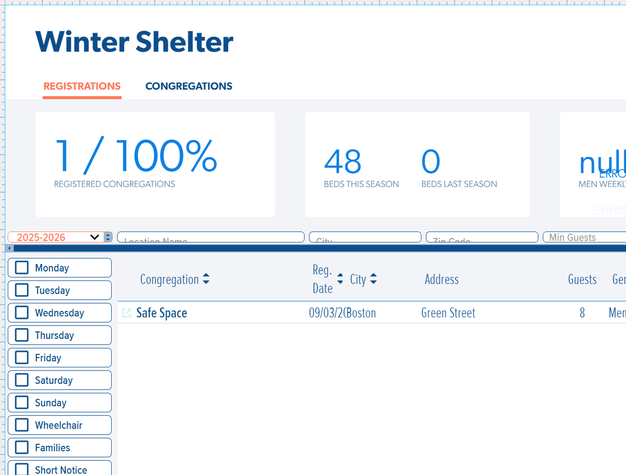 Winter Shelter
REGISTRATIONS CONGREGATIONS
1 / 100%
REGISTERED CONGREGATIONS
48 0
BEDS THIS SEASON BEDS LAST SEASON
null
MEN WEEKL
2025-2026 Location Name City Zip Code Min Guests
Monday
Tuesday
Wednesday
Thursday
Friday
Saturday
Sunday
Wheelchair
Families
Short Notice
Congregation Reg. Date City Address Guests Gen
Safe Space 09/03/2( Boston Green Street 8 Men